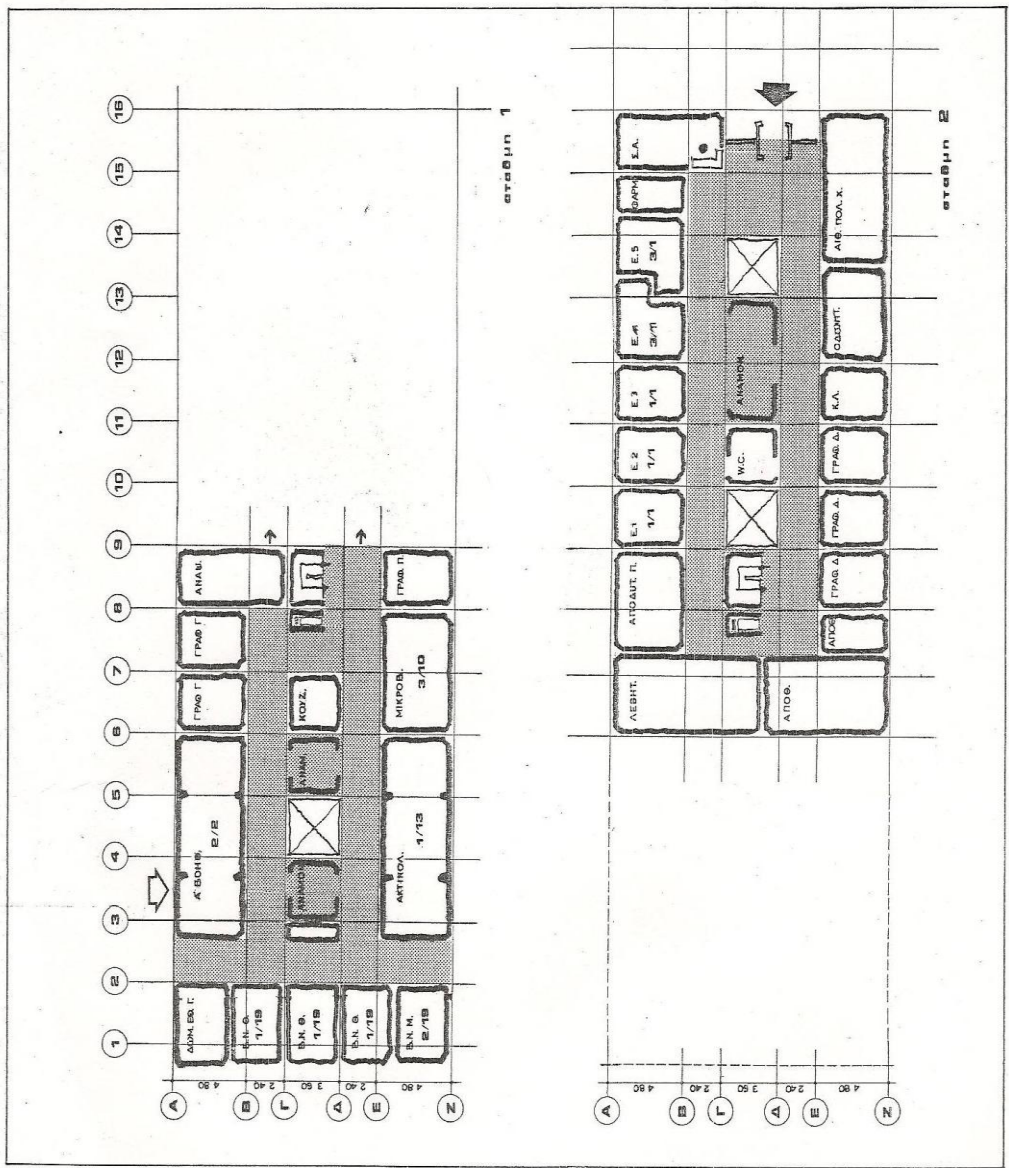 στάθμη 1
16
15
14
13
12
11
10
9
8
7
6
5
4
3
2
1
ΑΝΑΨ.
ΓΡΑΦ. Π.
ΓΡΑΦ Γ
ΓΡΑΦ Γ
ΚΟΥΖ.
ΜΙΚΡΟΒ.
3/10
Α' ΒΟΗΘ,
2/2
ΑΝΑΜ.
ΑΝΑΜΟΝ.
ΑΚΤΙΝΟΛ.
1/13
ΔΩΜ. ΕΦ. Γ.
Β.Ν. Θ.
1/19
Β.Ν. Θ.
1/19
Β.Ν. Θ.
1/19
Β.Ν. Μ.
2/19
4 80
2 40
3 60
2 40
4 80
Α
Β
Γ
Δ
Ε
Ζ
στάθμη 2
Σ.Α.
ΦΑΡΜ.
Ε. 5
3/1
Ε.4
3/11
Ε. 3
1/1
Ε. 2
1/1
Ε.1
1/1
ΑΠΟΔΥΤ. Π.
ΛΕΒΗΤ.
ΑΝΑΜΟΝ.
W.C.
ΑΙΘ. ΠΟΛ. Χ.
ΟΔΟΝΤ.
Κ.Λ.
ΓΡΑΦ. Δ.
ΓΡΑΦ. Δ.
ΓΡΑΦ. Δ
ΑΠΟΘ
ΑΠΟΘ.
4 80
2 40
3 60
2 40
4 80
Α
Β
Γ
Δ
Ε
Ζ